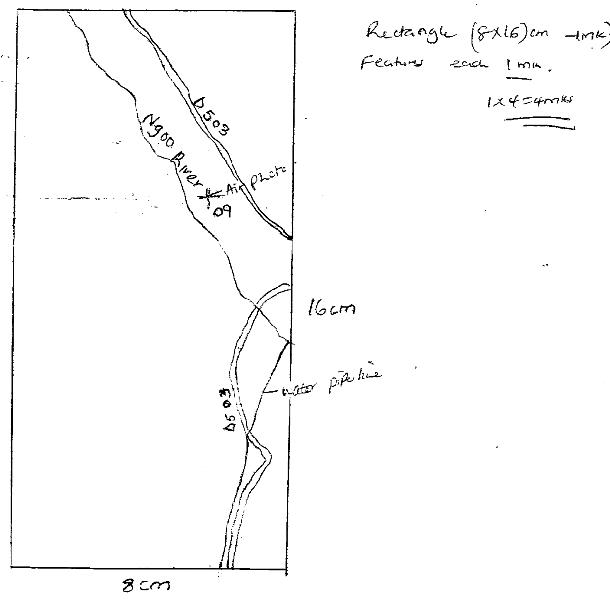 Rectangle (8x16)cm -1mk)
Features each 1mk.
1x4=4mks
D503
Ngoa River
Air photo
09
16cm
water pipeline
D503
8cm